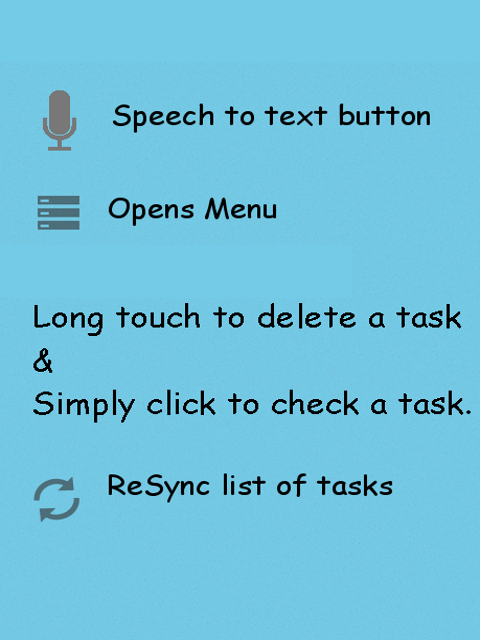 Speech to text button
Opens Menu
Long touch to delete a task
&
Simply click to check a task.
ReSync list of tasks